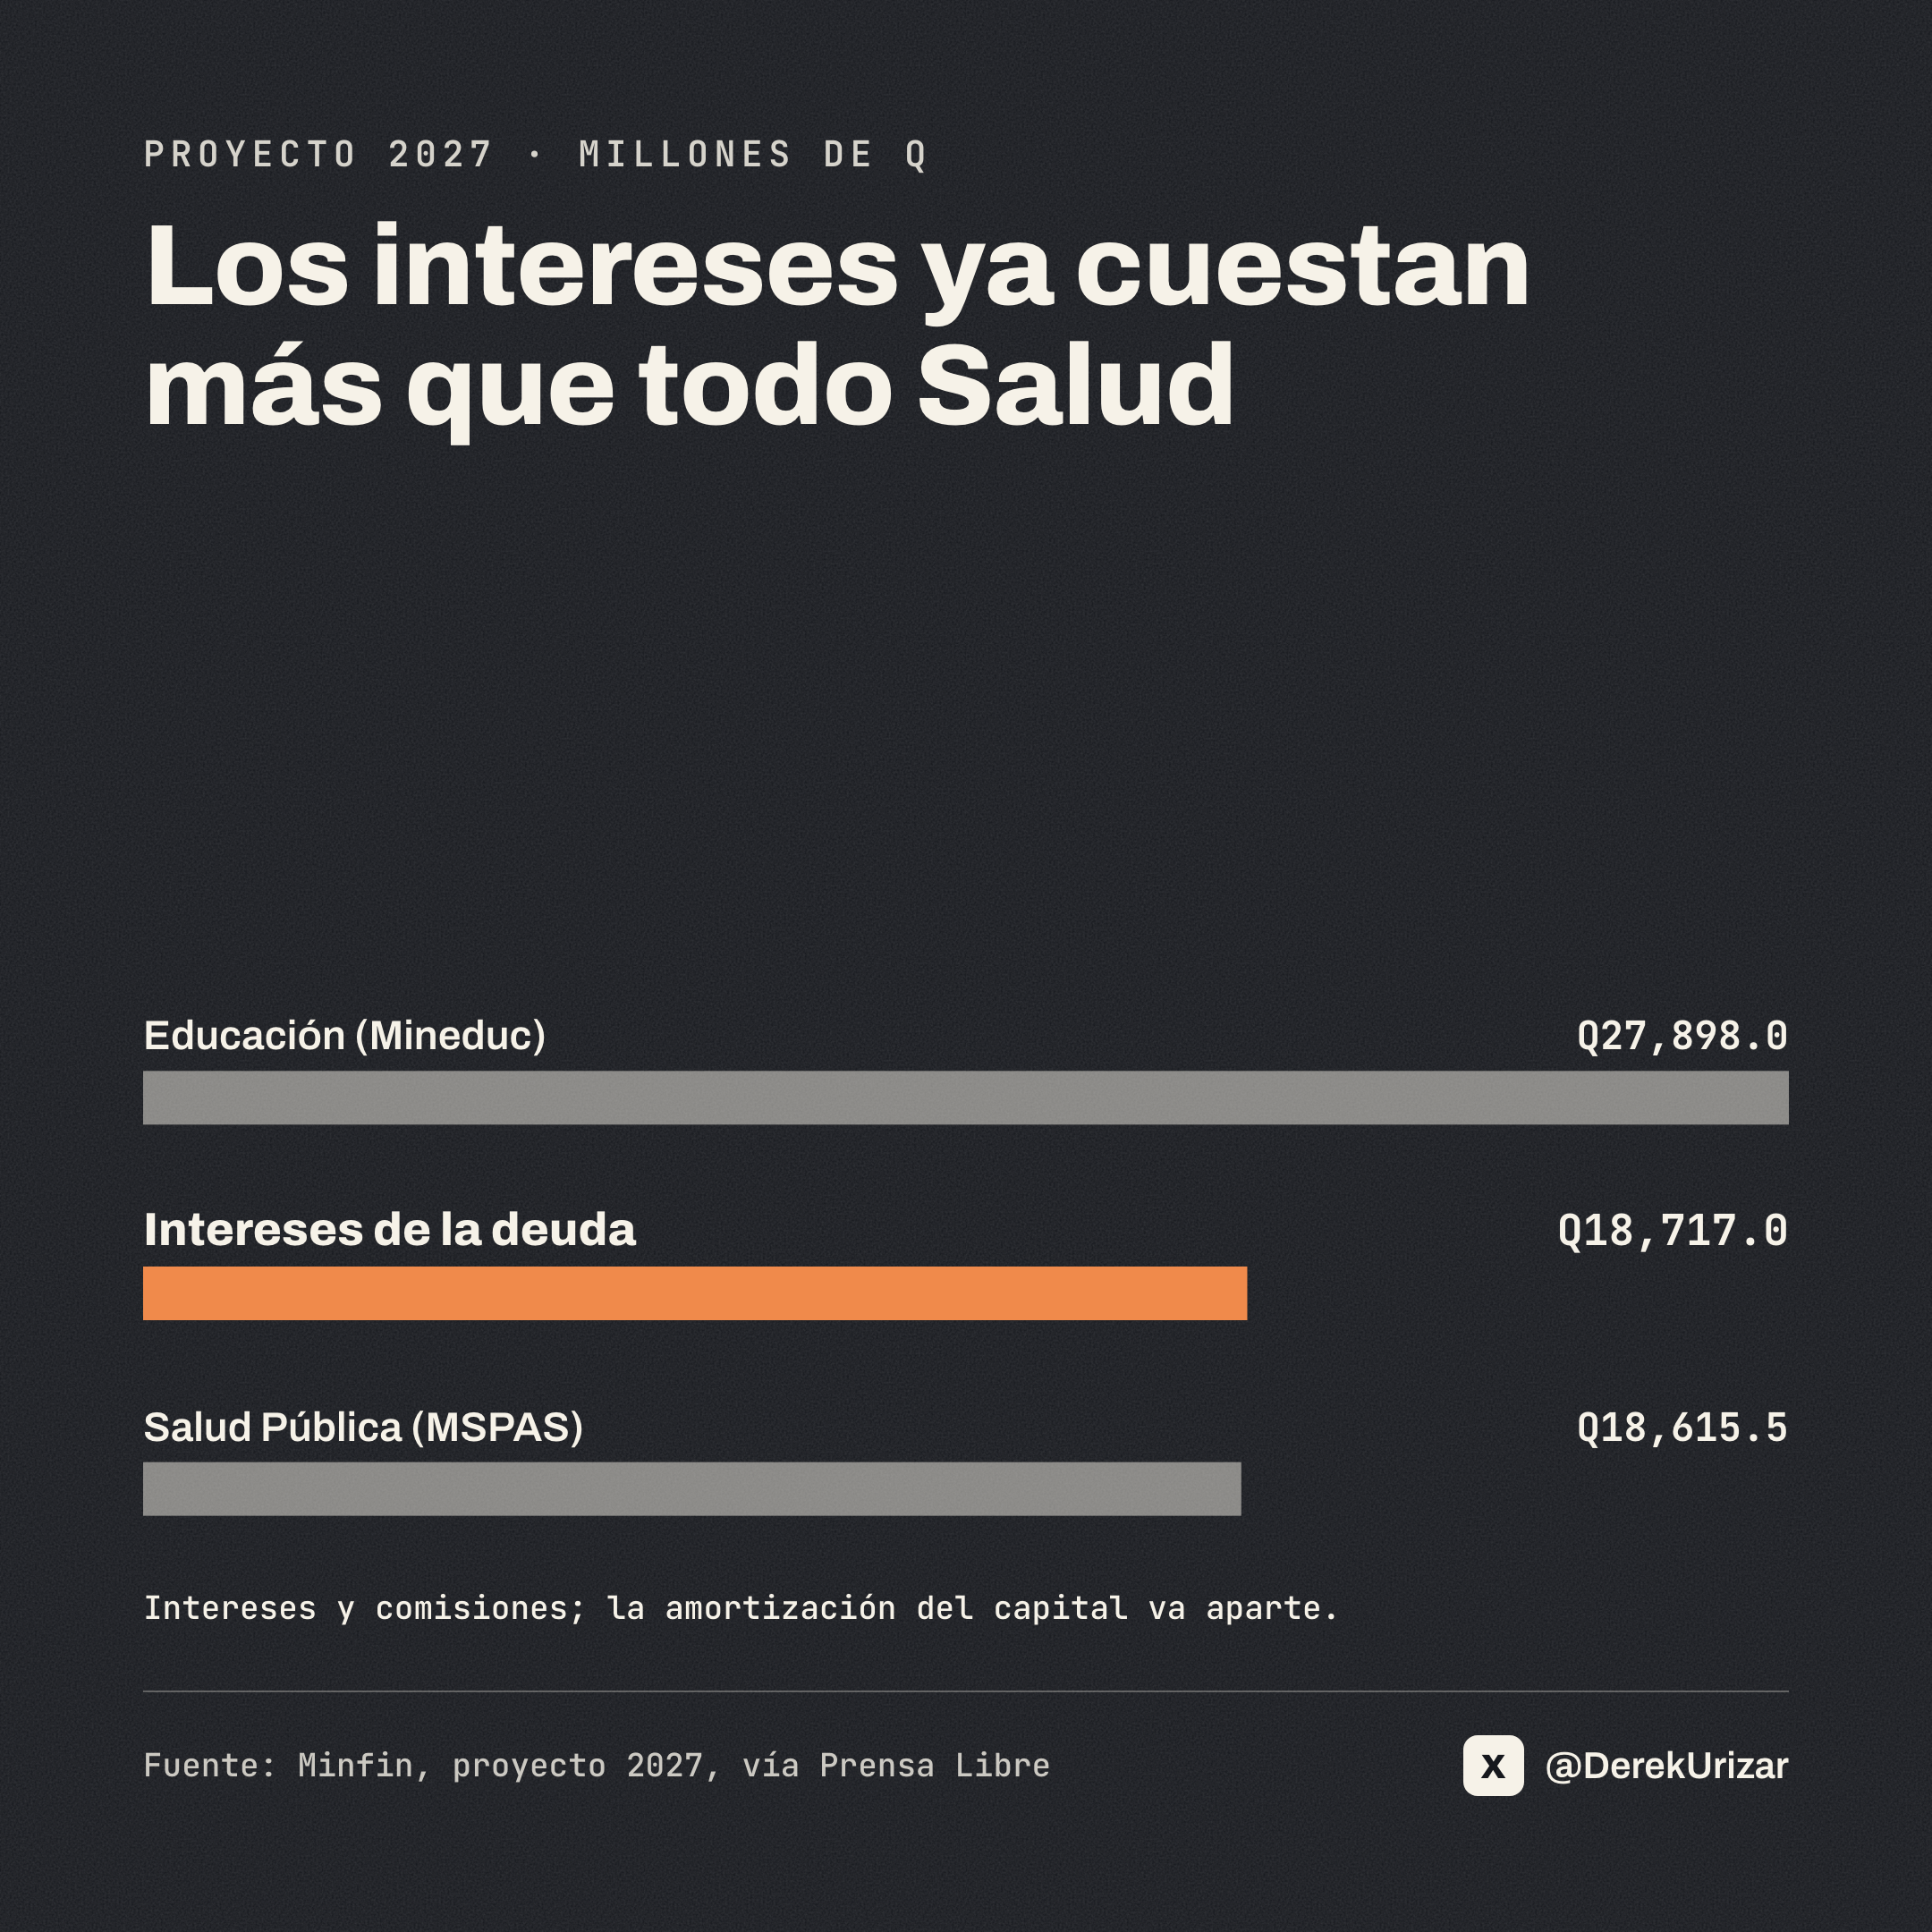 PROYECTO 2027 · MILLONES DE Q
Los intereses ya cuestan
más que todo Salud
Educación (Mineduc) Q27,898.0
Intereses de la deuda Q18,717.0
Salud Pública (MSPAS) Q18,615.5
Intereses y comisiones; la amortización del capital va aparte.
Fuente: Minfin, proyecto 2027, vía Prensa Libre
X @DerekUrizar